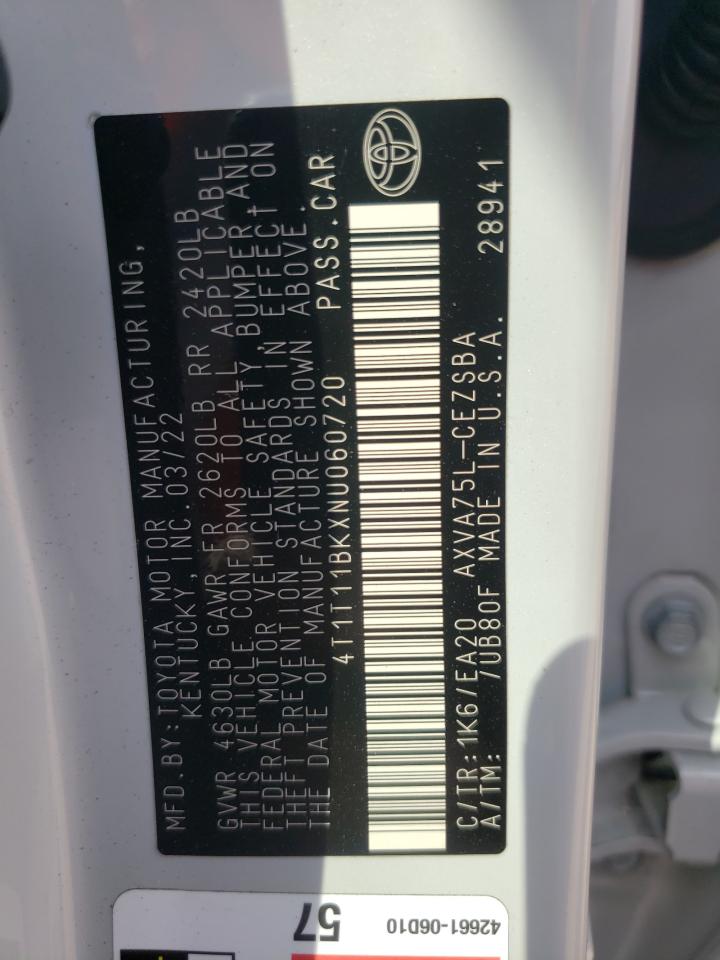 MFD.BY:TOYOTA MOTOR MANUFACTURING,
KENTUCKY, INC. 03/22
GVWR 4630LB GAWR FR 2620LB RR 2420LB
THIS VEHICLE CONFORMS TO ALL APPLICABLE
FEDERAL MOTOR VEHICLE SAFETY, BUMPER AND
THEFT PREVENTION STANDARDS IN EFFECT ON
THE DATE OF MANUFACTURE SHOWN ABOVE.
4T1T11BKXNU060720 PASS.CAR
C/TR:1K6/EA20 AXVA75L-CEZSBA
A/TM: /UB80F MADE IN U.S.A. 28941
57
42661-06D10